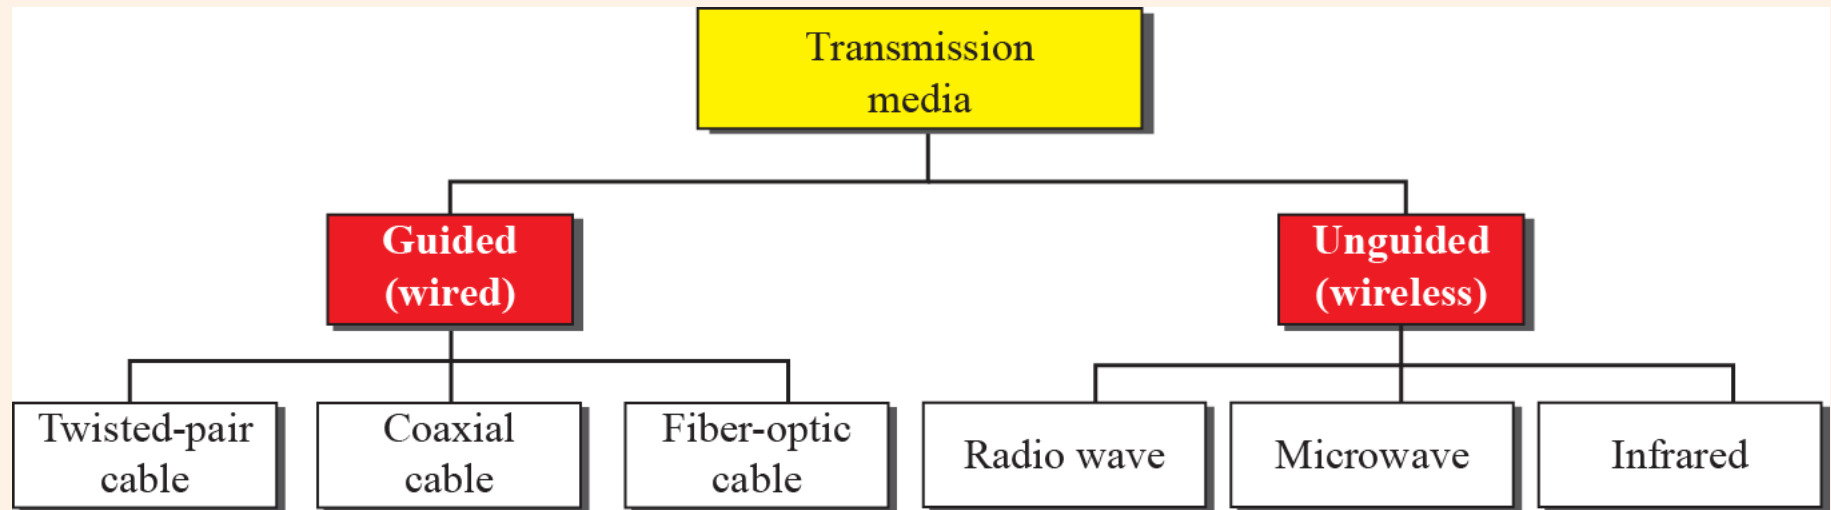 Transmission
media
Guided
(wired)
Unguided
(wireless)
Twisted-pair
cable
Coaxial
cable
Fiber-optic
cable
Radio wave
Microwave
Infrared